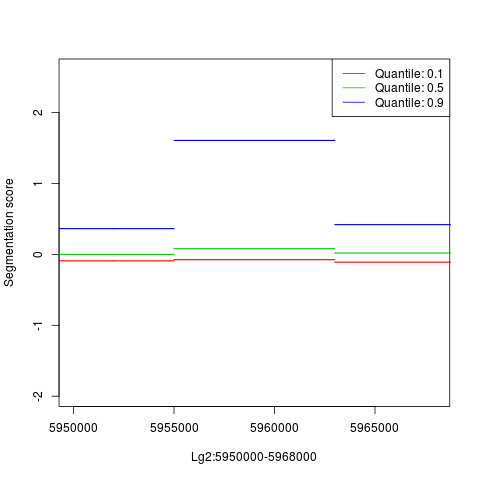 Quantile: 0.1
Quantile: 0.5
Quantile: 0.9
Segmentation score
2
1
0
-1
-2
5950000 5955000 5960000 5965000
Lg2:5950000-5968000